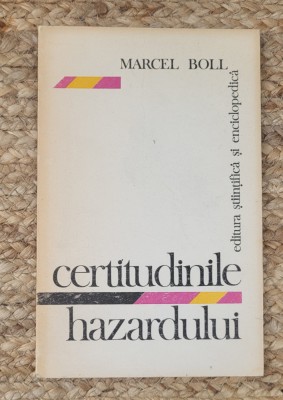 MARCEL BOLL
editura științifică și enciclopedică
certitudinile
hazardului